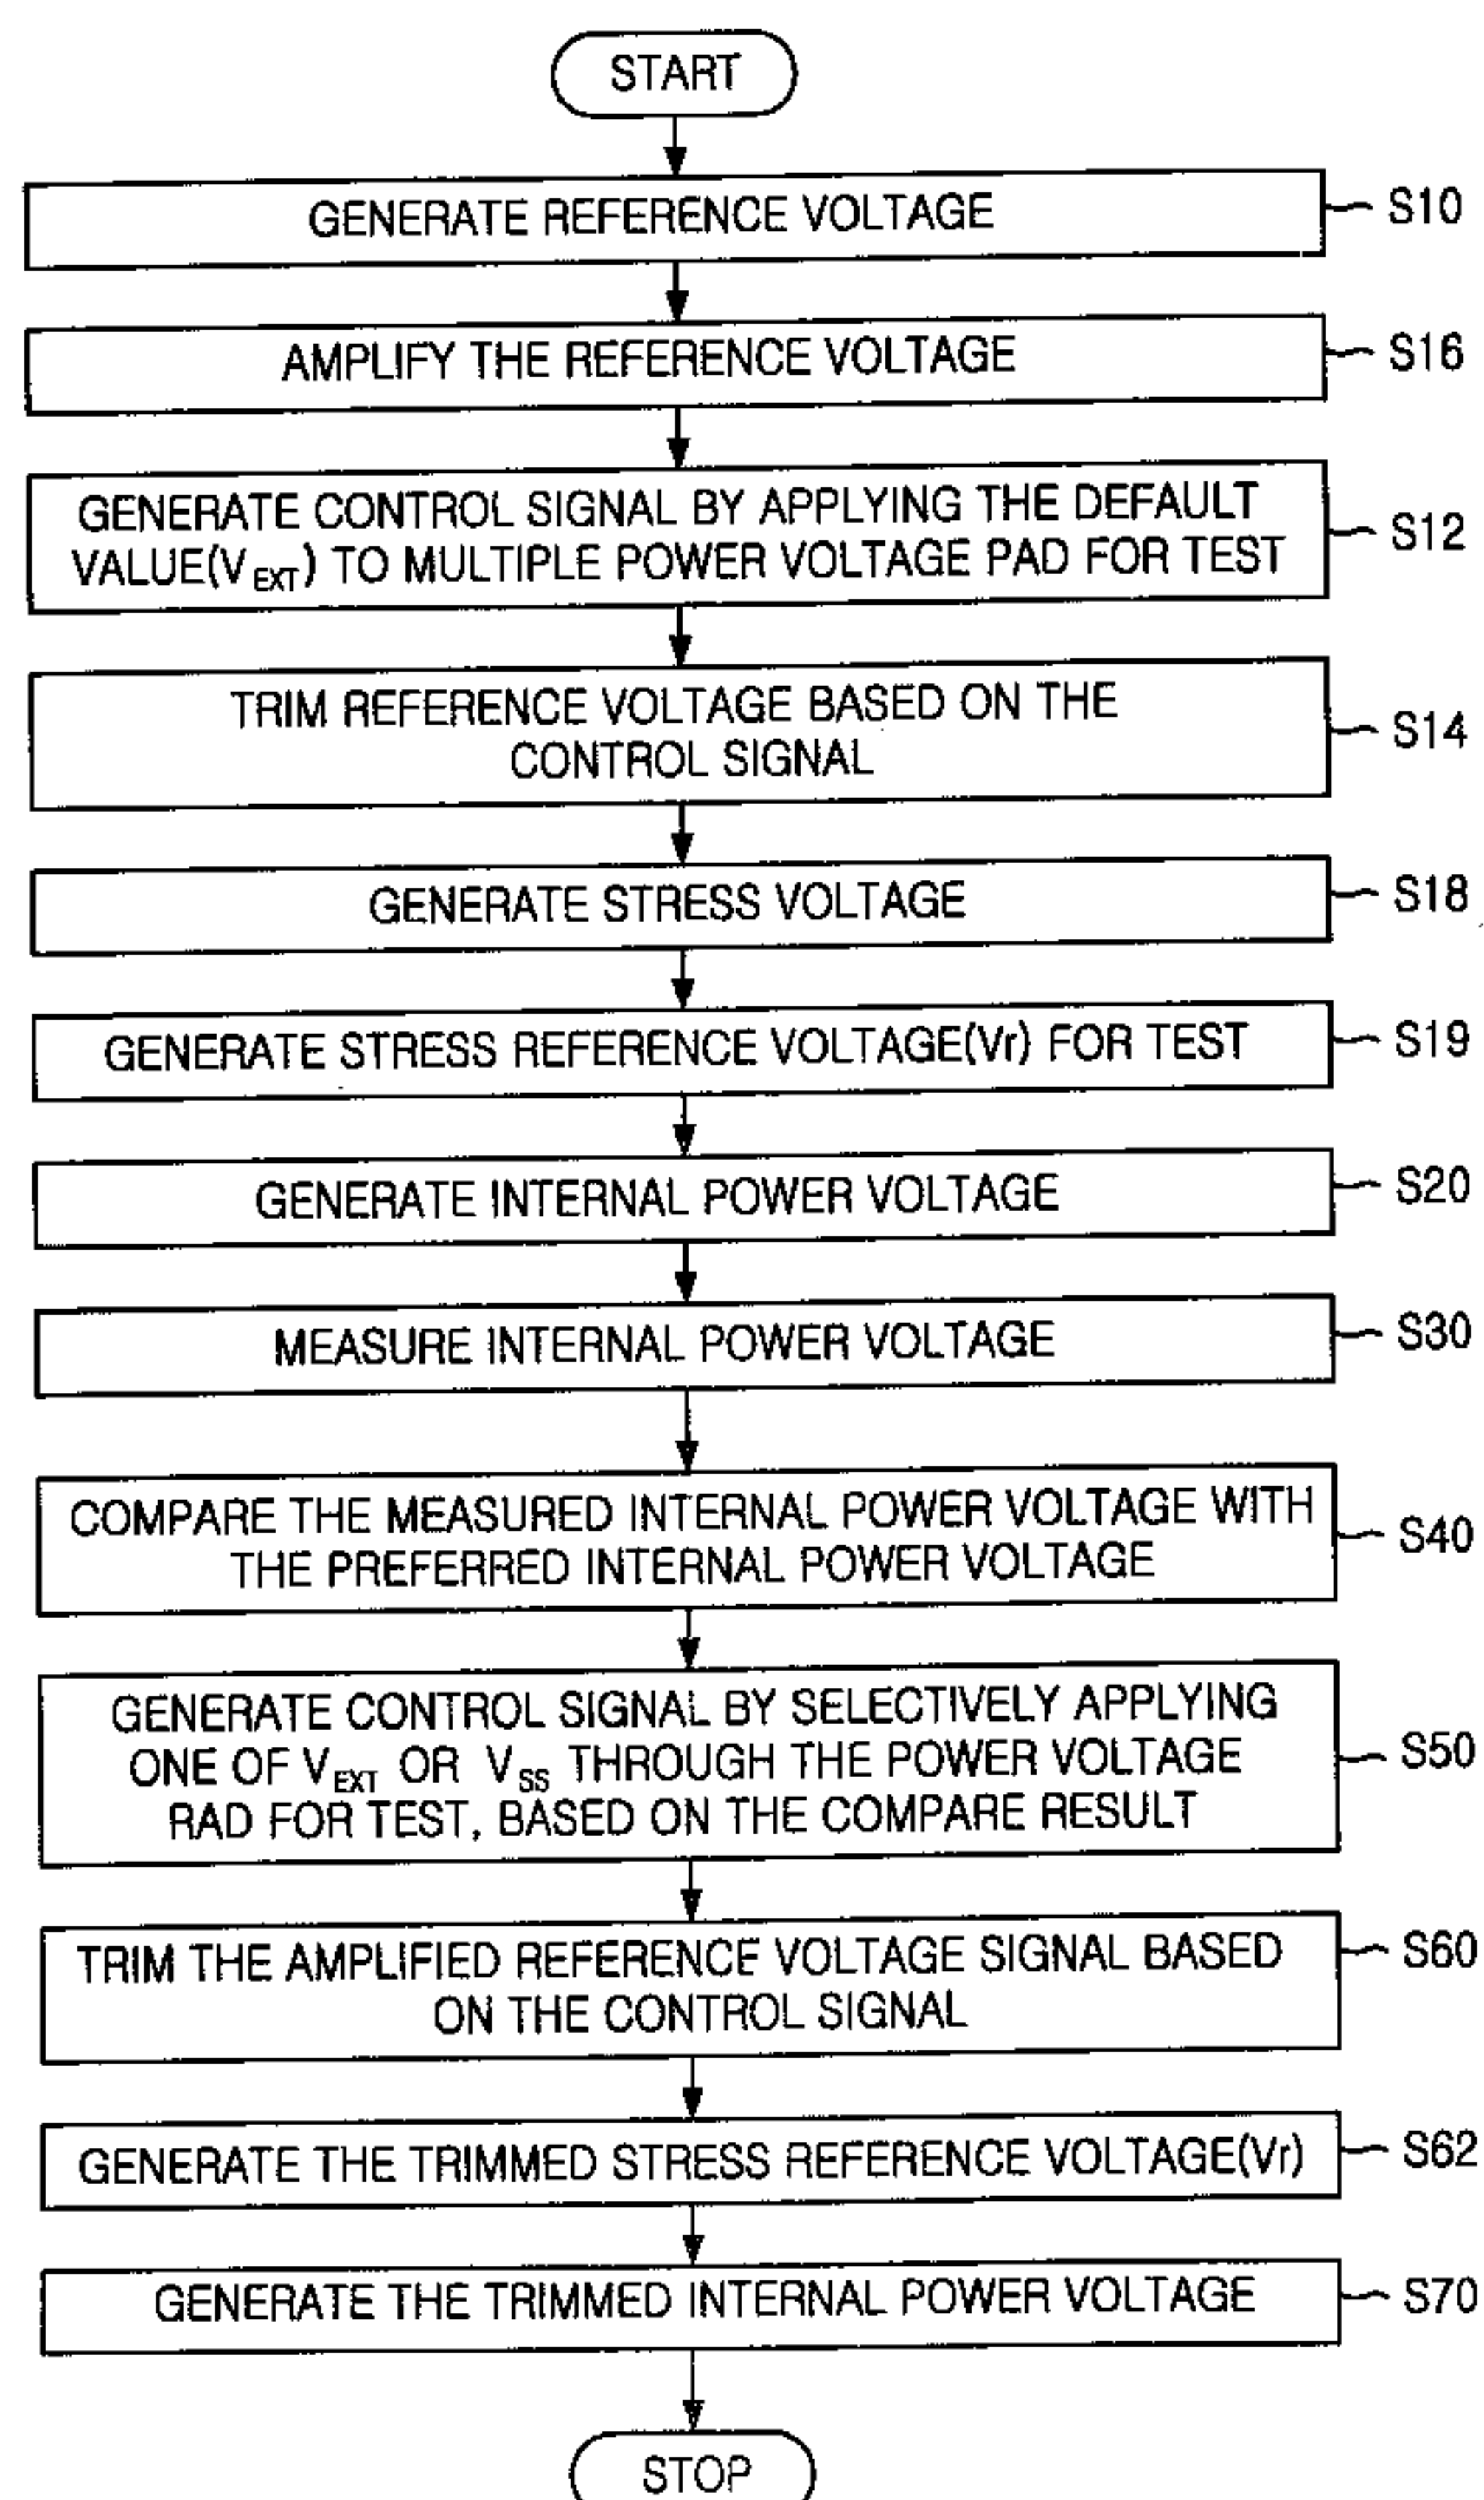 START
GENERATE REFERENCE VOLTAGE
S10
AMPLIFY THE REFERENCE VOLTAGE
S16
GENERATE CONTROL SIGNAL BY APPLYING THE DEFAULT
VALUE(VEXT) TO MULTIPLE POWER VOLTAGE PAD FOR TEST
S12
TRIM REFERENCE VOLTAGE BASED ON THE
CONTROL SIGNAL
S14
GENERATE STRESS VOLTAGE
S18
GENERATE STRESS REFERENCE VOLTAGE(Vr) FOR TEST
S19
GENERATE INTERNAL POWER VOLTAGE
S20
MEASURE INTERNAL POWER VOLTAGE
S30
COMPARE THE MEASURED INTERNAL POWER VOLTAGE WITH
THE PREFERRED INTERNAL POWER VOLTAGE
S40
GENERATE CONTROL SIGNAL BY SELECTIVELY APPLYING
ONE OF VEXT OR VSS THROUGH THE POWER VOLTAGE
RAD FOR TEST, BASED ON THE COMPARE RESULT
S50
TRIM THE AMPLIFIED REFERENCE VOLTAGE SIGNAL BASED
ON THE CONTROL SIGNAL
S60
GENERATE THE TRIMMED STRESS REFERENCE VOLTAGE(Vr)
S62
GENERATE THE TRIMMED INTERNAL POWER VOLTAGE
S70
STOP